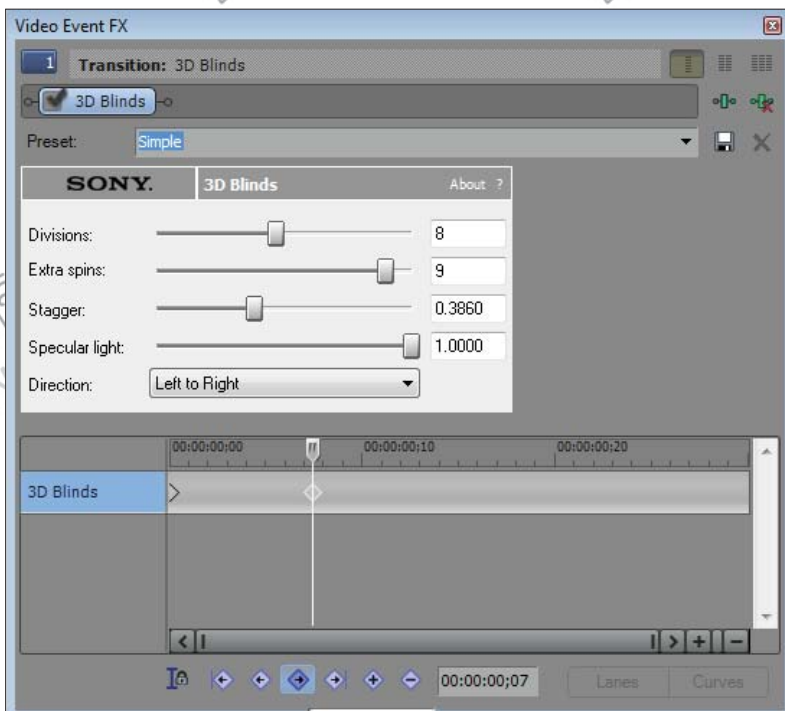 Video Event FX
1 Transition: 3D Blinds
3D Blinds
Preset: Simple
SONY. 3D Blinds About ?
Divisions: 8
Extra spins: 9
Stagger: 0.3860
Specular light: 1.0000
Direction: Left to Right
00:00:00;00 00:00:00;10 00:00:00;20
3D Blinds
00:00:00;07 Lanes Curves